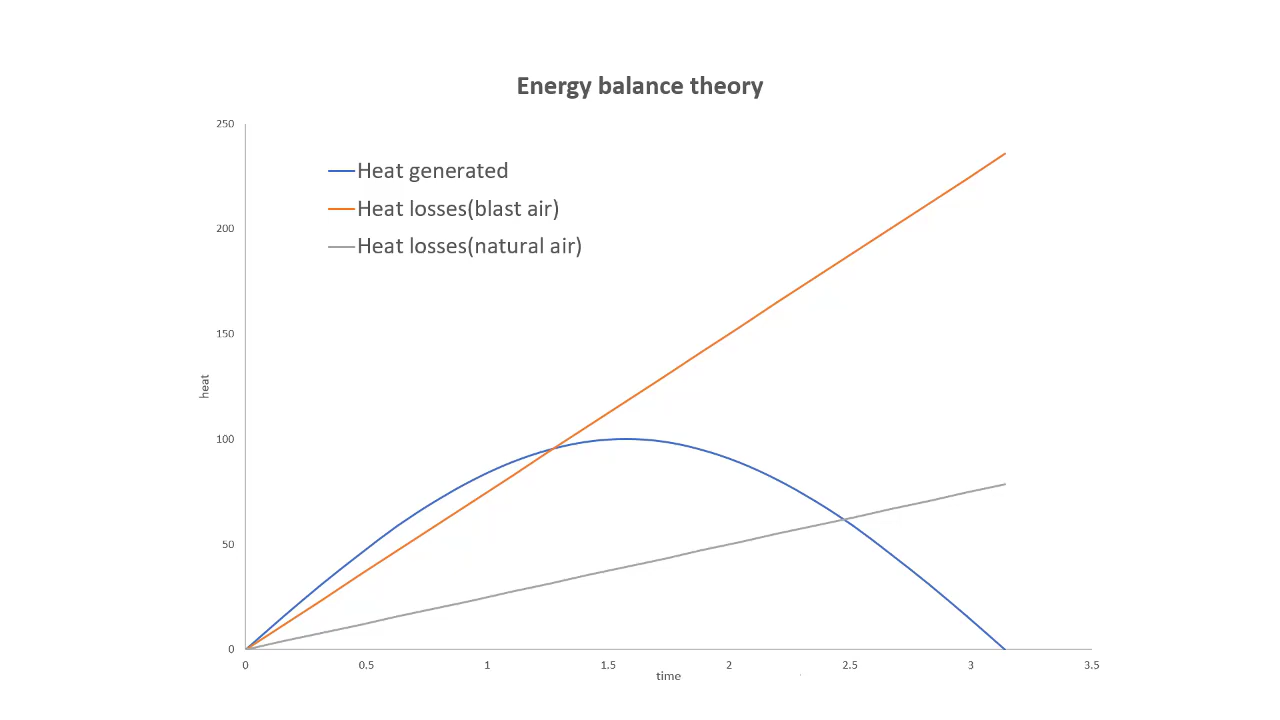 Energy balance theory
250
Heat generated
Heat losses(blast air)
200
Heat losses(natural air)
150
heat
100
50
0
0 0.5 1 1.5 2 2.5 3 3.5
time